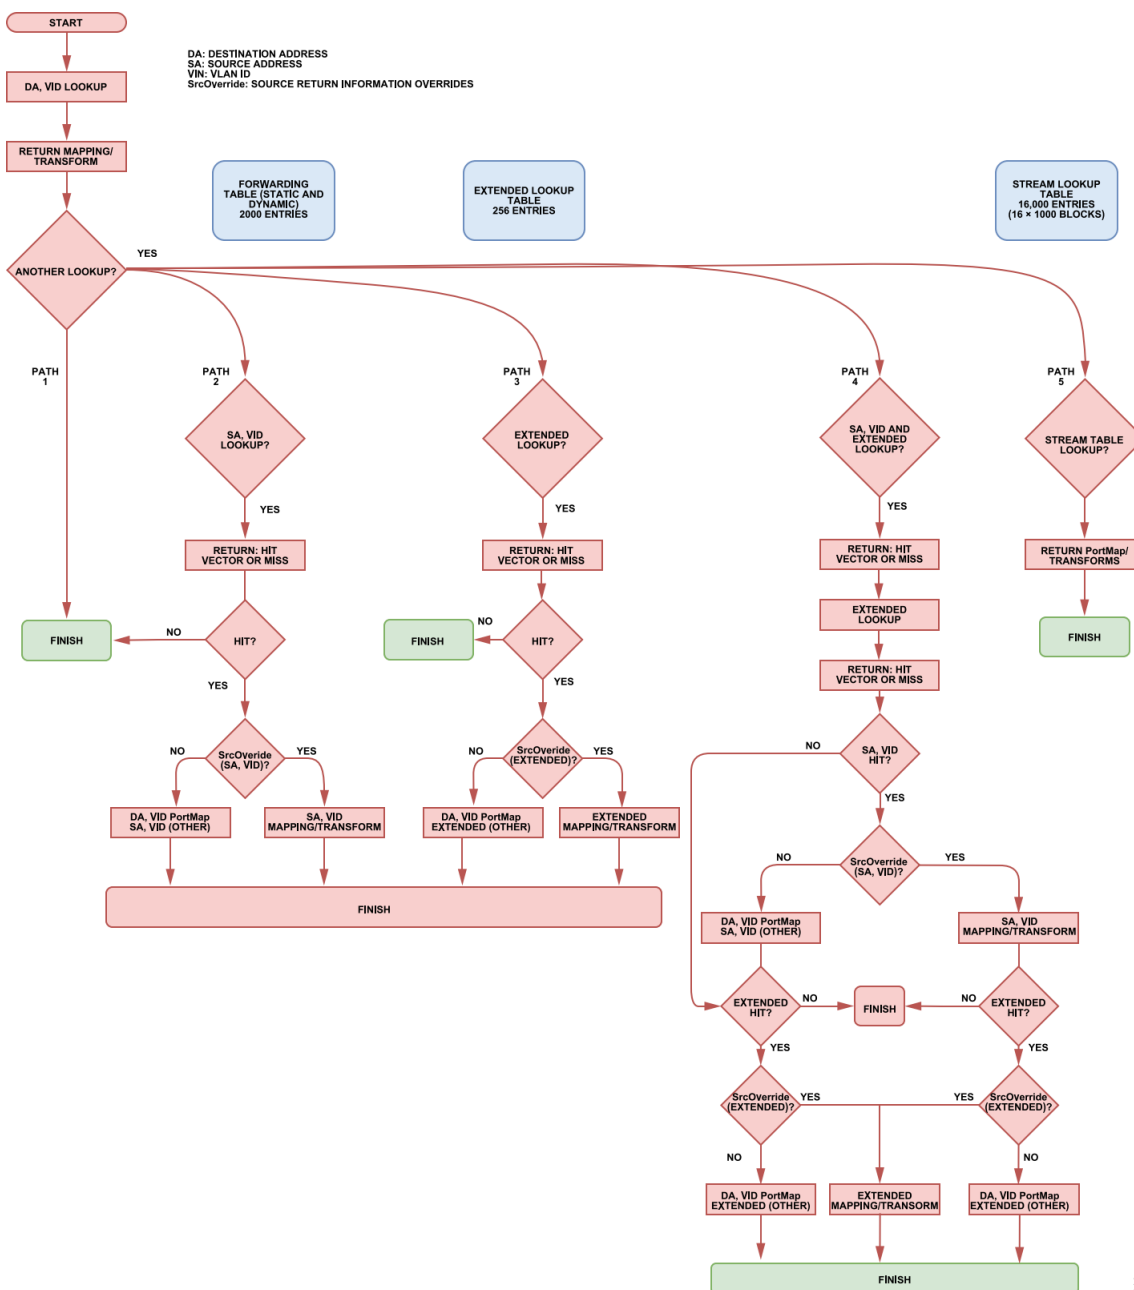 START
DA: DESTINATION ADDRESS
SA: SOURCE ADDRESS
VIN: VLAN ID
SrcOverride: SOURCE RETURN INFORMATION OVERRIDES
DA, VID LOOKUP
RETURN MAPPING/
TRANSFORM
FORWARDING
TABLE (STATIC AND
DYNAMIC)
2000 ENTRIES
EXTENDED LOOKUP
TABLE
256 ENTRIES
STREAM LOOKUP
TABLE
16,000 ENTRIES
(16 × 1000 BLOCKS)
ANOTHER LOOKUP?
YES
PATH
1
PATH
2
PATH
3
PATH
4
PATH
5
SA, VID
LOOKUP?
EXTENDED
LOOKUP?
SA, VID AND
EXTENDED
LOOKUP?
STREAM TABLE
LOOKUP?
YES
YES
YES
RETURN: HIT
VECTOR OR MISS
RETURN: HIT
VECTOR OR MISS
RETURN: HIT
VECTOR OR MISS
RETURN PortMap/
TRANSFORMS
EXTENDED
LOOKUP
FINISH
NO
HIT?
FINISH
NO
HIT?
FINISH
RETURN: HIT
VECTOR OR MISS
YES
YES
NO
SrcOveride
(SA, VID)?
YES
NO
SrcOveride
(EXTENDED)?
YES
NO
SA, VID
HIT?
YES
DA, VID PortMap
SA, VID (OTHER)
SA, VID
MAPPING/TRANSFORM
DA, VID PortMap
EXTENDED (OTHER)
EXTENDED
MAPPING/TRANSFORM
NO
SrcOverride
(SA, VID)?
YES
FINISH
DA, VID PortMap
SA, VID (OTHER)
SA, VID
MAPPING/TRANSFORM
EXTENDED
HIT?
NO
FINISH
NO
EXTENDED
HIT?
YES
YES
SrcOverride
(EXTENDED)?
YES
YES
SrcOverride
(EXTENDED)?
NO
NO
DA, VID PortMap
EXTENDED (OTHER)
EXTENDED
MAPPING/TRANSORM
DA, VID PortMap
EXTENDED (OTHER)
FINISH